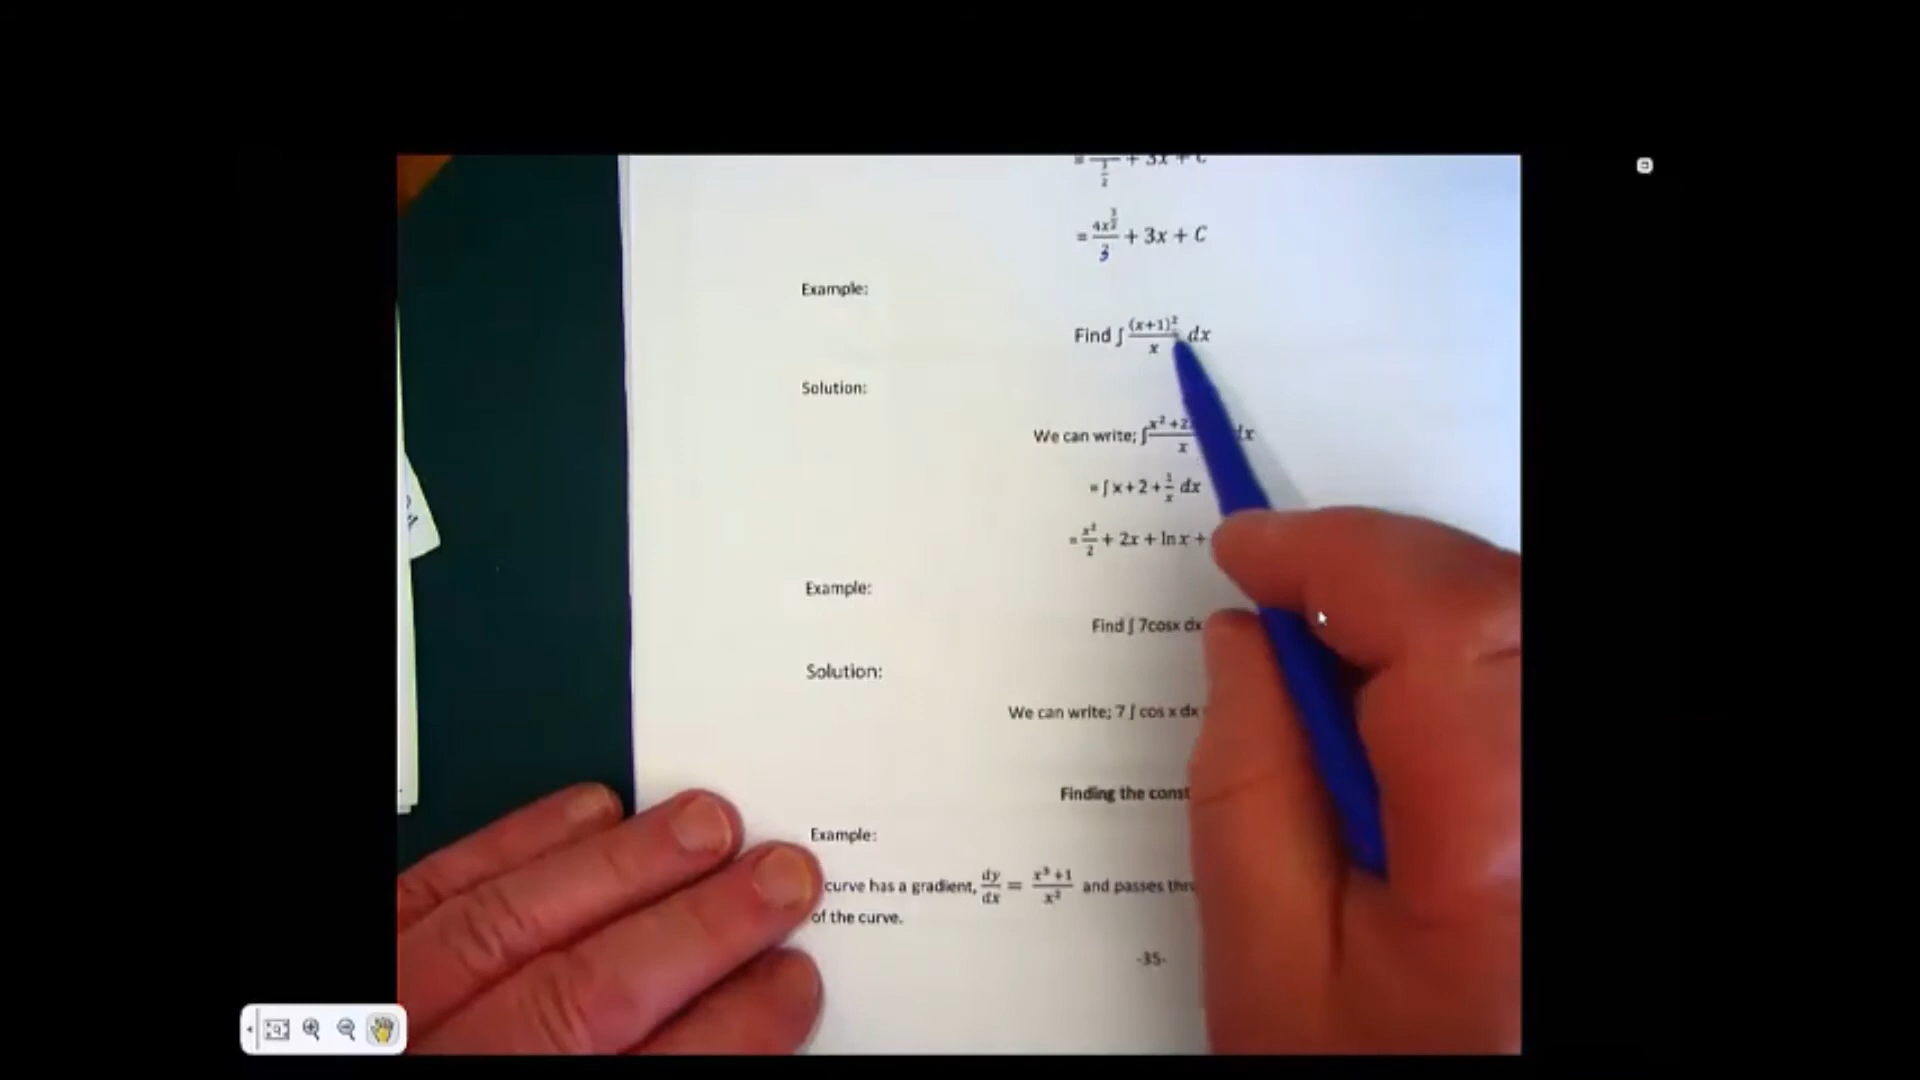 + 3x + C
= 4x^{3/2}/3 + 3x + C
Example:
Find ∫ (x+1)²/x dx
Solution:
We can write; ∫ x² +2 /x dx
= ∫ x + 2 + 1/x dx
= x²/2 + 2x + ln x +
Example:
Find ∫ 7cosx dx
Solution:
We can write; 7 ∫ cos x dx
Finding the const
Example:
curve has a gradient, dy/dx = x³ +1/x² and passes thr
of the curve.
-35-